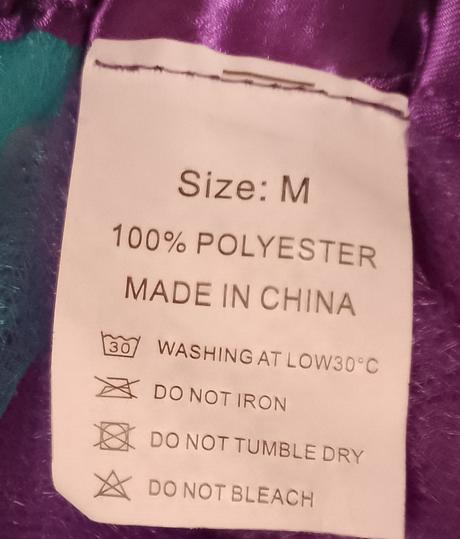 Size: M
100% POLYESTER
MADE IN CHINA
30 WASHING AT LOW30°C
DO NOT IRON
DO NOT TUMBLE DRY
DO NOT BLEACH